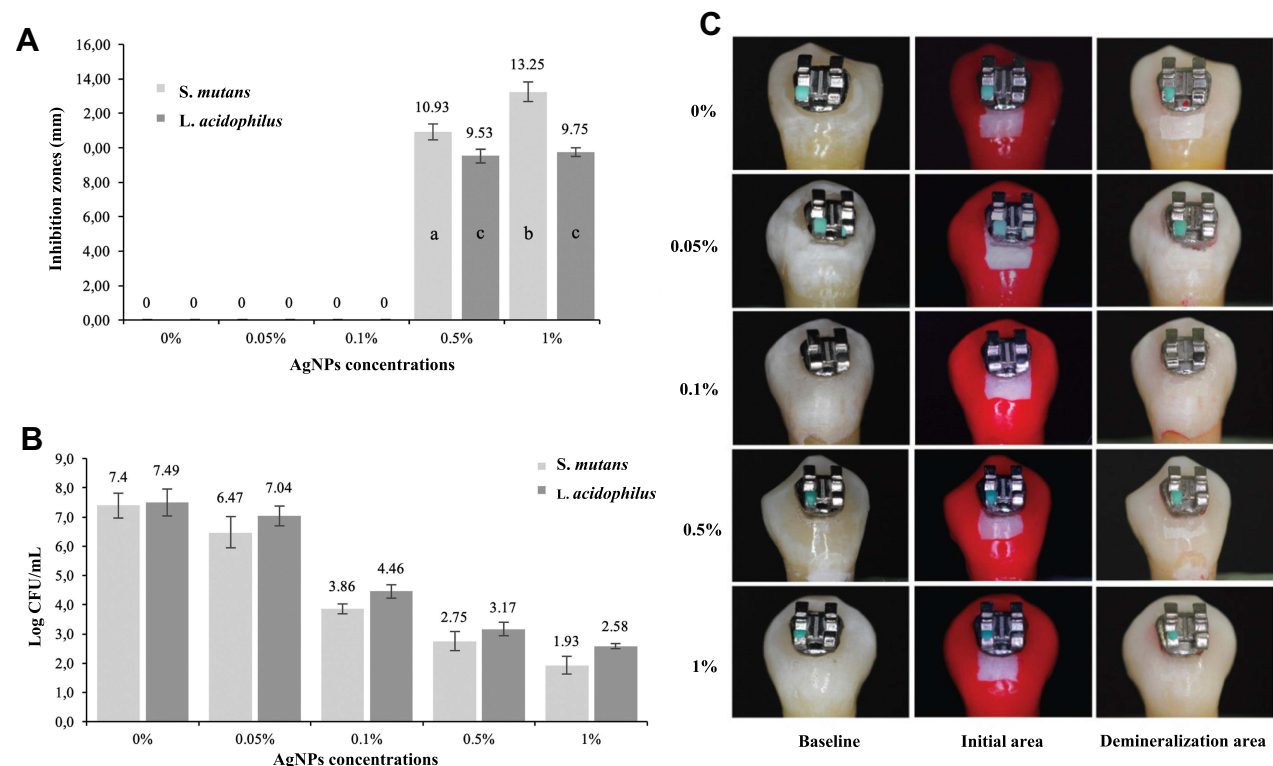 A
16,00
14,00
2,00
0,00
8,00
6,00
4,00
2,00
0,00
Inhibition zones (mm)
S. mutans
L. acidophilus
0 0 0 0 0 0 10.93 9.53 13.25 9.75
a c b c
0% 0.05% 0.1% 0.5% 1%
AgNPs concentrations
B
9,0
8,0
7,0
6,0
5,0
4,0
3,0
2,0
1,0
0,0
Log CFU/mL
S. mutans
L. acidophilus
7.4 7.49 6.47 7.04 3.86 4.46 2.75 3.17 1.93 2.58
0% 0.05% 0.1% 0.5% 1%
AgNPs concentrations
C
0%
0.05%
0.1%
0.5%
1%
Baseline Initial area Demineralization area